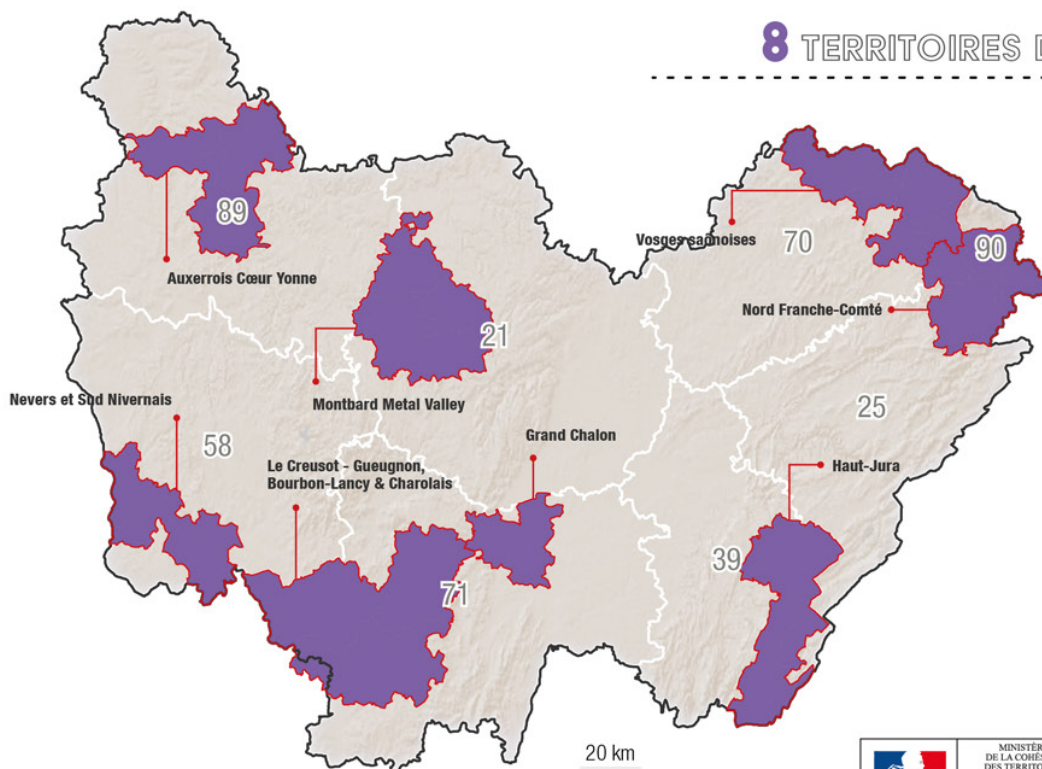 8 TERRITOIRES D
89
Auxerrois Cœur Yonne
Vosges saônoises
70
90
Nord Franche-Comté
21
Montbard Metal Valley
Nevers et Sud Nivernais
58
25
Grand Chalon
Le Creusot - Gueugnon,
Bourbon-Lancy & Charolais
Haut-Jura
39
71
20 km
MINISTÈR
DE LA COHÉS
DES TERRITO